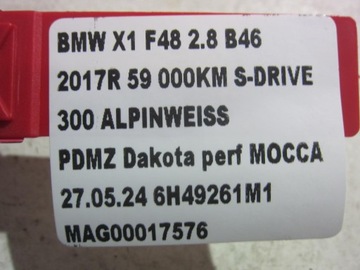 BMW X1 F48 2.8 B46
2017R 59 000KM S-DRIVE
300 ALPINWEISS
PDMZ Dakota perf MOCCA
27.05.24 6H49261M1
MAG00017576